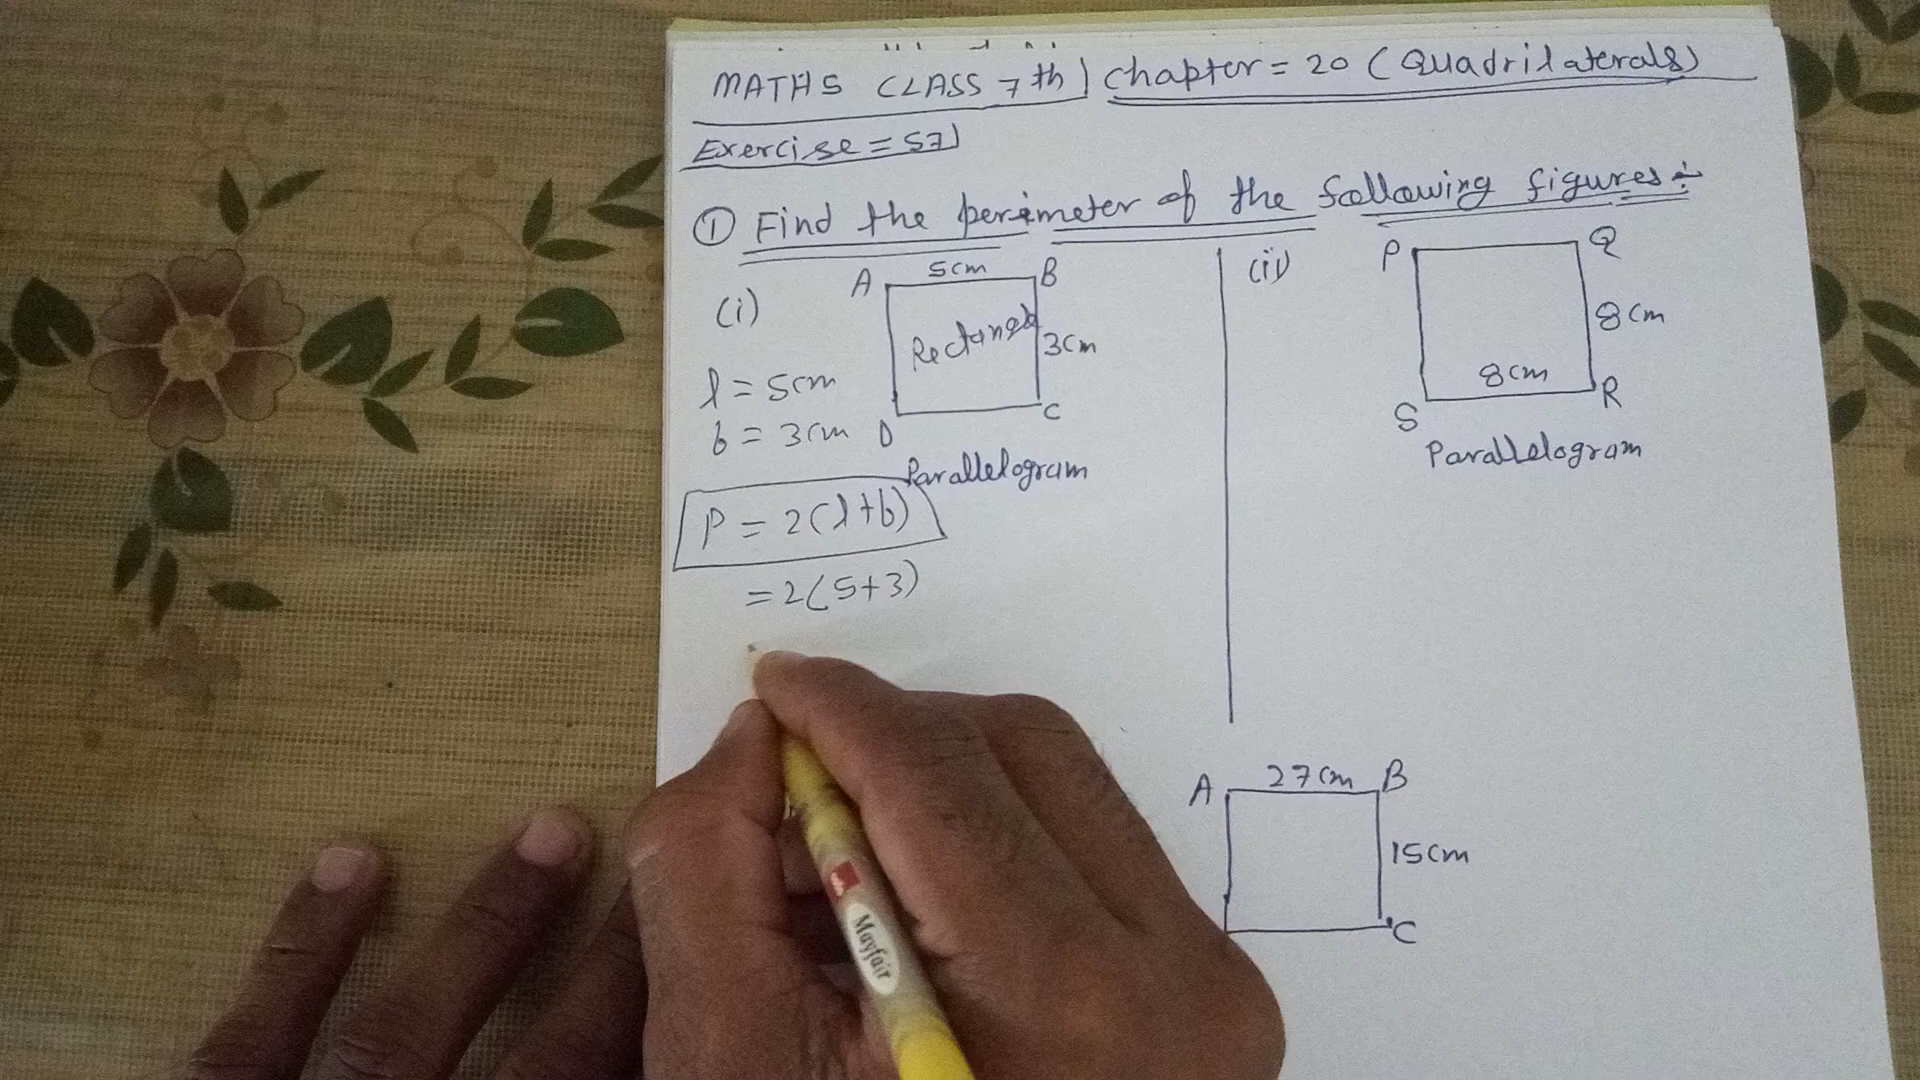 MATHS CLASS 7th) Chapter = 20 (Quadrilaterals)
Exercise = 57)
① Find the perimeter of the following figures :-
(i)
A 5cm B
Rectangle
3cm
l = 5cm
b = 3cm D
C
Parallelogram
P = 2(l+b)
= 2(5+3)
(ii)
P Q
8cm
8cm
S R
Parallelogram
A 27cm B
15cm
C
Mayfair